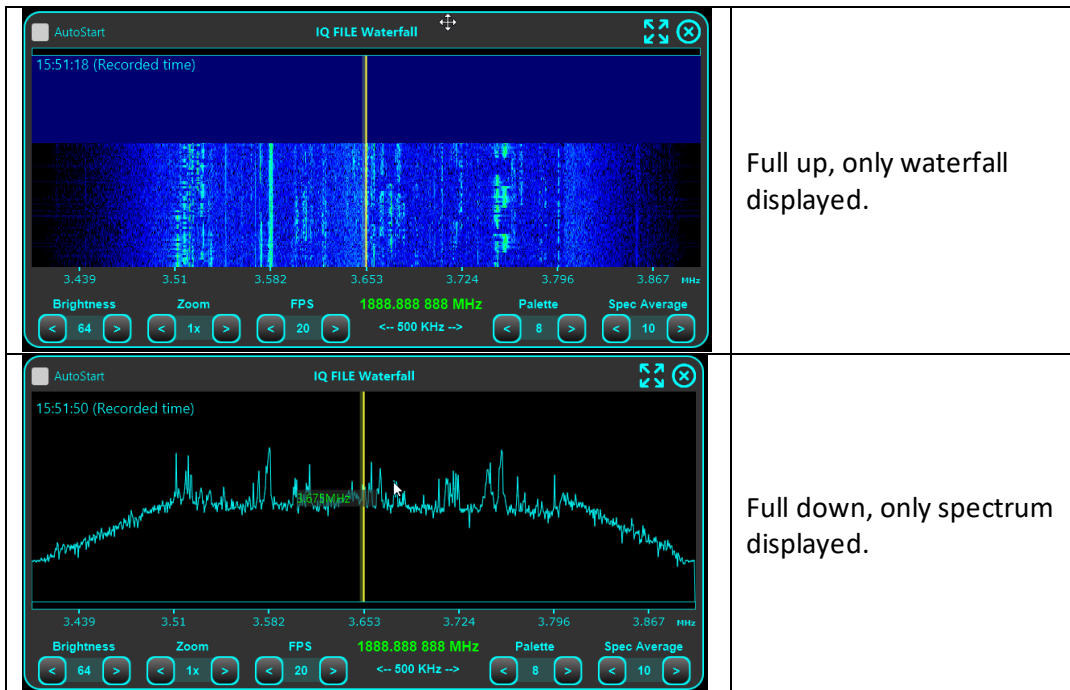 AutoStart
IQ FILE Waterfall
15:51:18 (Recorded time)
3.439 3.51 3.582 3.653 3.724 3.796 3.867 MHz
Brightness Zoom FPS 1888.888 888 MHz Palette Spec Average
< 64 > < 1x > < 20 > <-- 500 KHz --> < 8 > < 10 >
Full up, only waterfall
displayed.
AutoStart
IQ FILE Waterfall
15:51:50 (Recorded time)
3.675MHz
3.439 3.51 3.582 3.653 3.724 3.796 3.867 MHz
Brightness Zoom FPS 1888.888 888 MHz Palette Spec Average
< 64 > < 1x > < 20 > <-- 500 KHz --> < 8 > < 10 >
Full down, only spectrum
displayed.